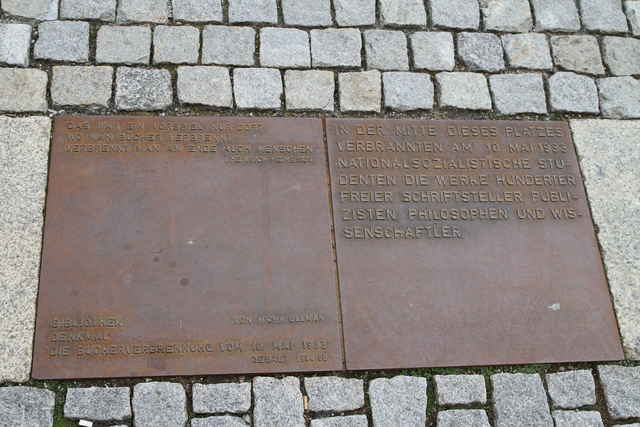 DAS WAR EIN VORSPIEL NUR DORT
WO MAN BÜCHER VERBRENNT
VERBRENNT MAN AM ENDE AUCH MENSCHEN
HEINRICH HEINE 1820
BIBLIOTHEK
VON MICHA ULLMAN
DENKMAL
DIE BÜCHERVERBRENNUNG VOM 10. MAI 1933
GEBAUT
IN DER MITTE DIESES PLATZES
VERBRANNTEN AM 10. MAI 1933
NATIONALSOZIALISTISCHE STU-
DENTEN DIE WERKE HUNDERTER
FREIER SCHRIFTSTELLER, PUBLI-
ZISTEN, PHILOSOPHEN UND WIS-
SENSCHAFTLER.